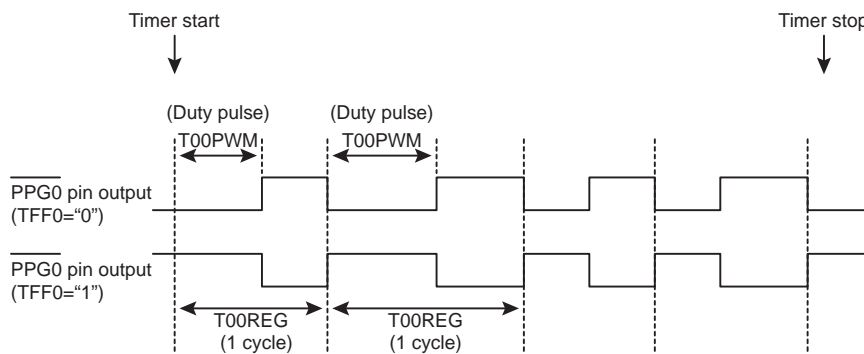 Timer start
Timer stop
(Duty pulse)
(Duty pulse)
T00PWM
T00PWM
PPG0 pin output
(TFF0=“0”)
PPG0 pin output
(TFF0=“1”)
T00REG
(1 cycle)
T00REG
(1 cycle)